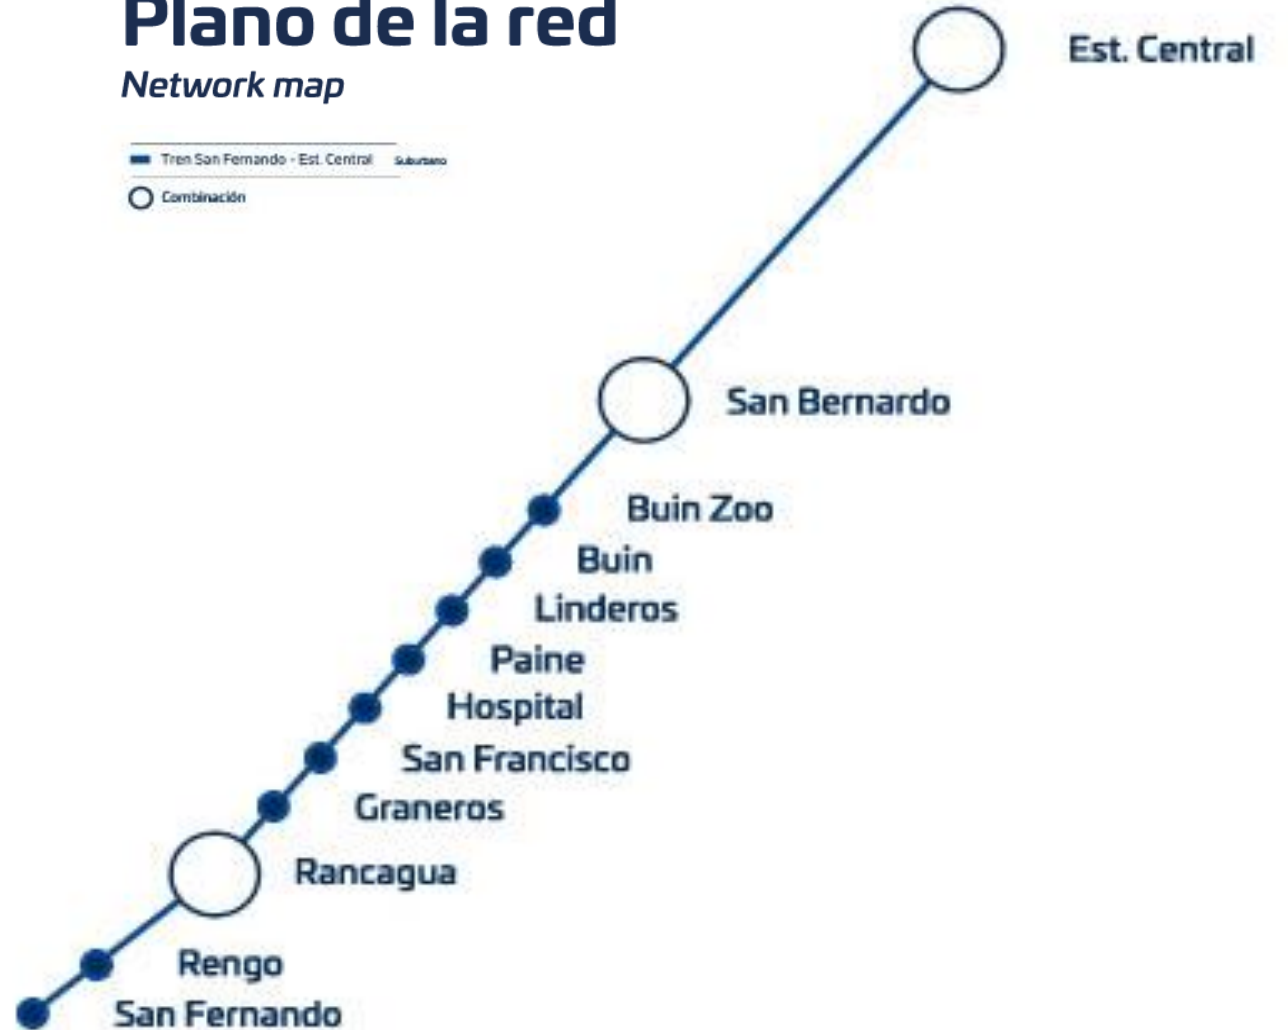 Plano de la red
Network map
Tren San Fernando - Est. Central Suburbano
Combinación
Est. Central
San Bernardo
Buin Zoo
Buin
Linderos
Paine
Hospital
San Francisco
Graneros
Rancagua
Rengo
San Fernando